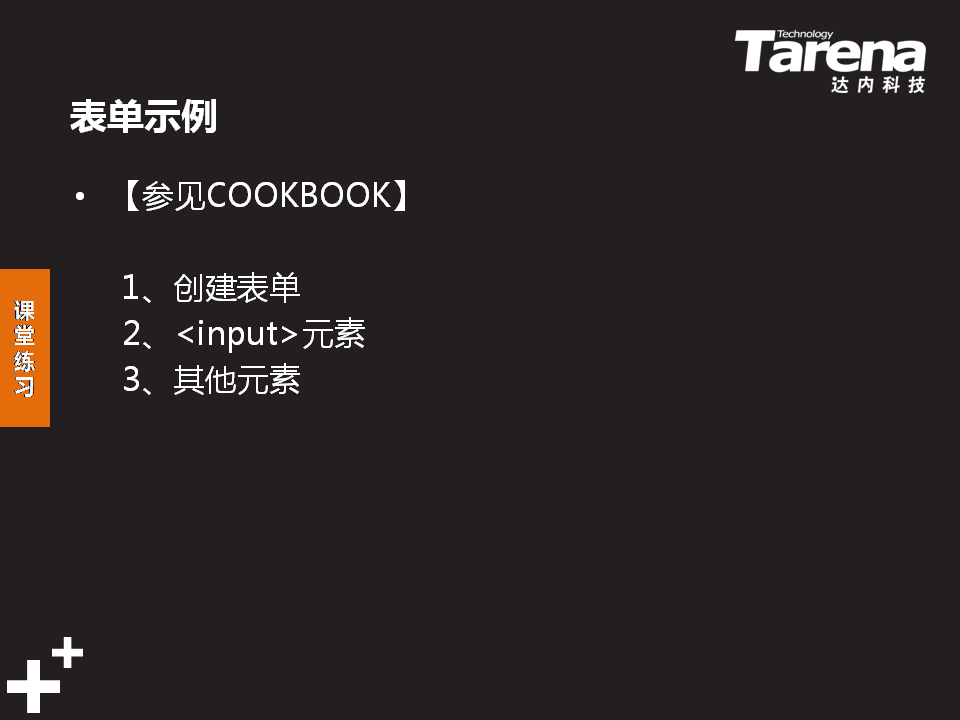 Technology
Tarena
达内科技
表单示例
• 【参见COOKBOOK】
1、创建表单
2、<input>元素
3、其他元素
课
堂
练
习